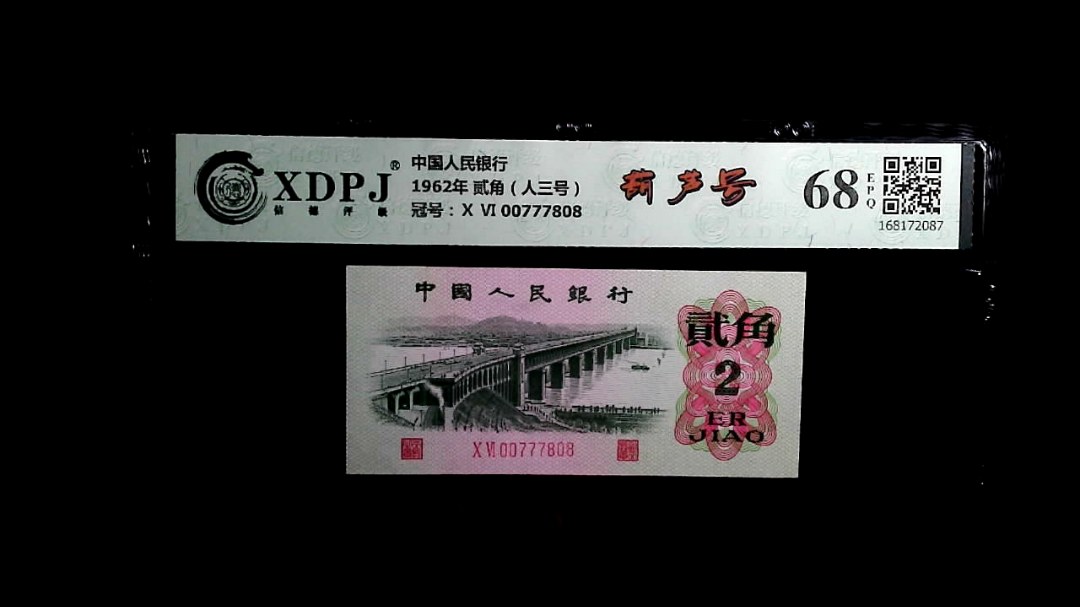 XDPJ®
信德评级
中国人民银行
1962年 贰角（人三号）
冠号：X VI 00777808
葫芦号
68
EPQ
168172087
中國人民銀行
貳角
2
ER
JIAO
X VI 00777808